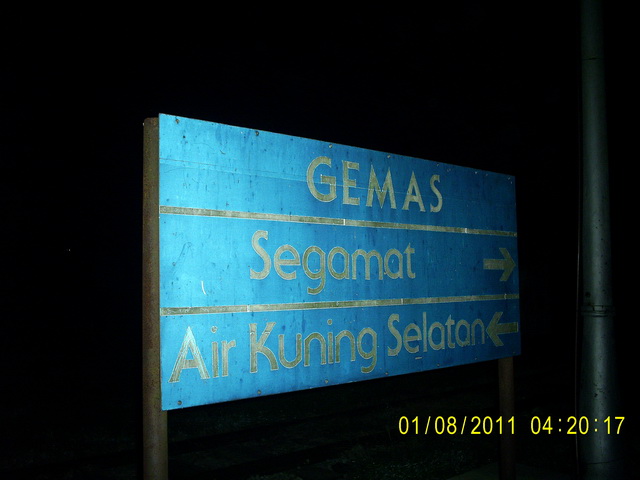 GEMAS
Segamat →
Air Kuning Selatan ←
01/08/2011 04:20:17